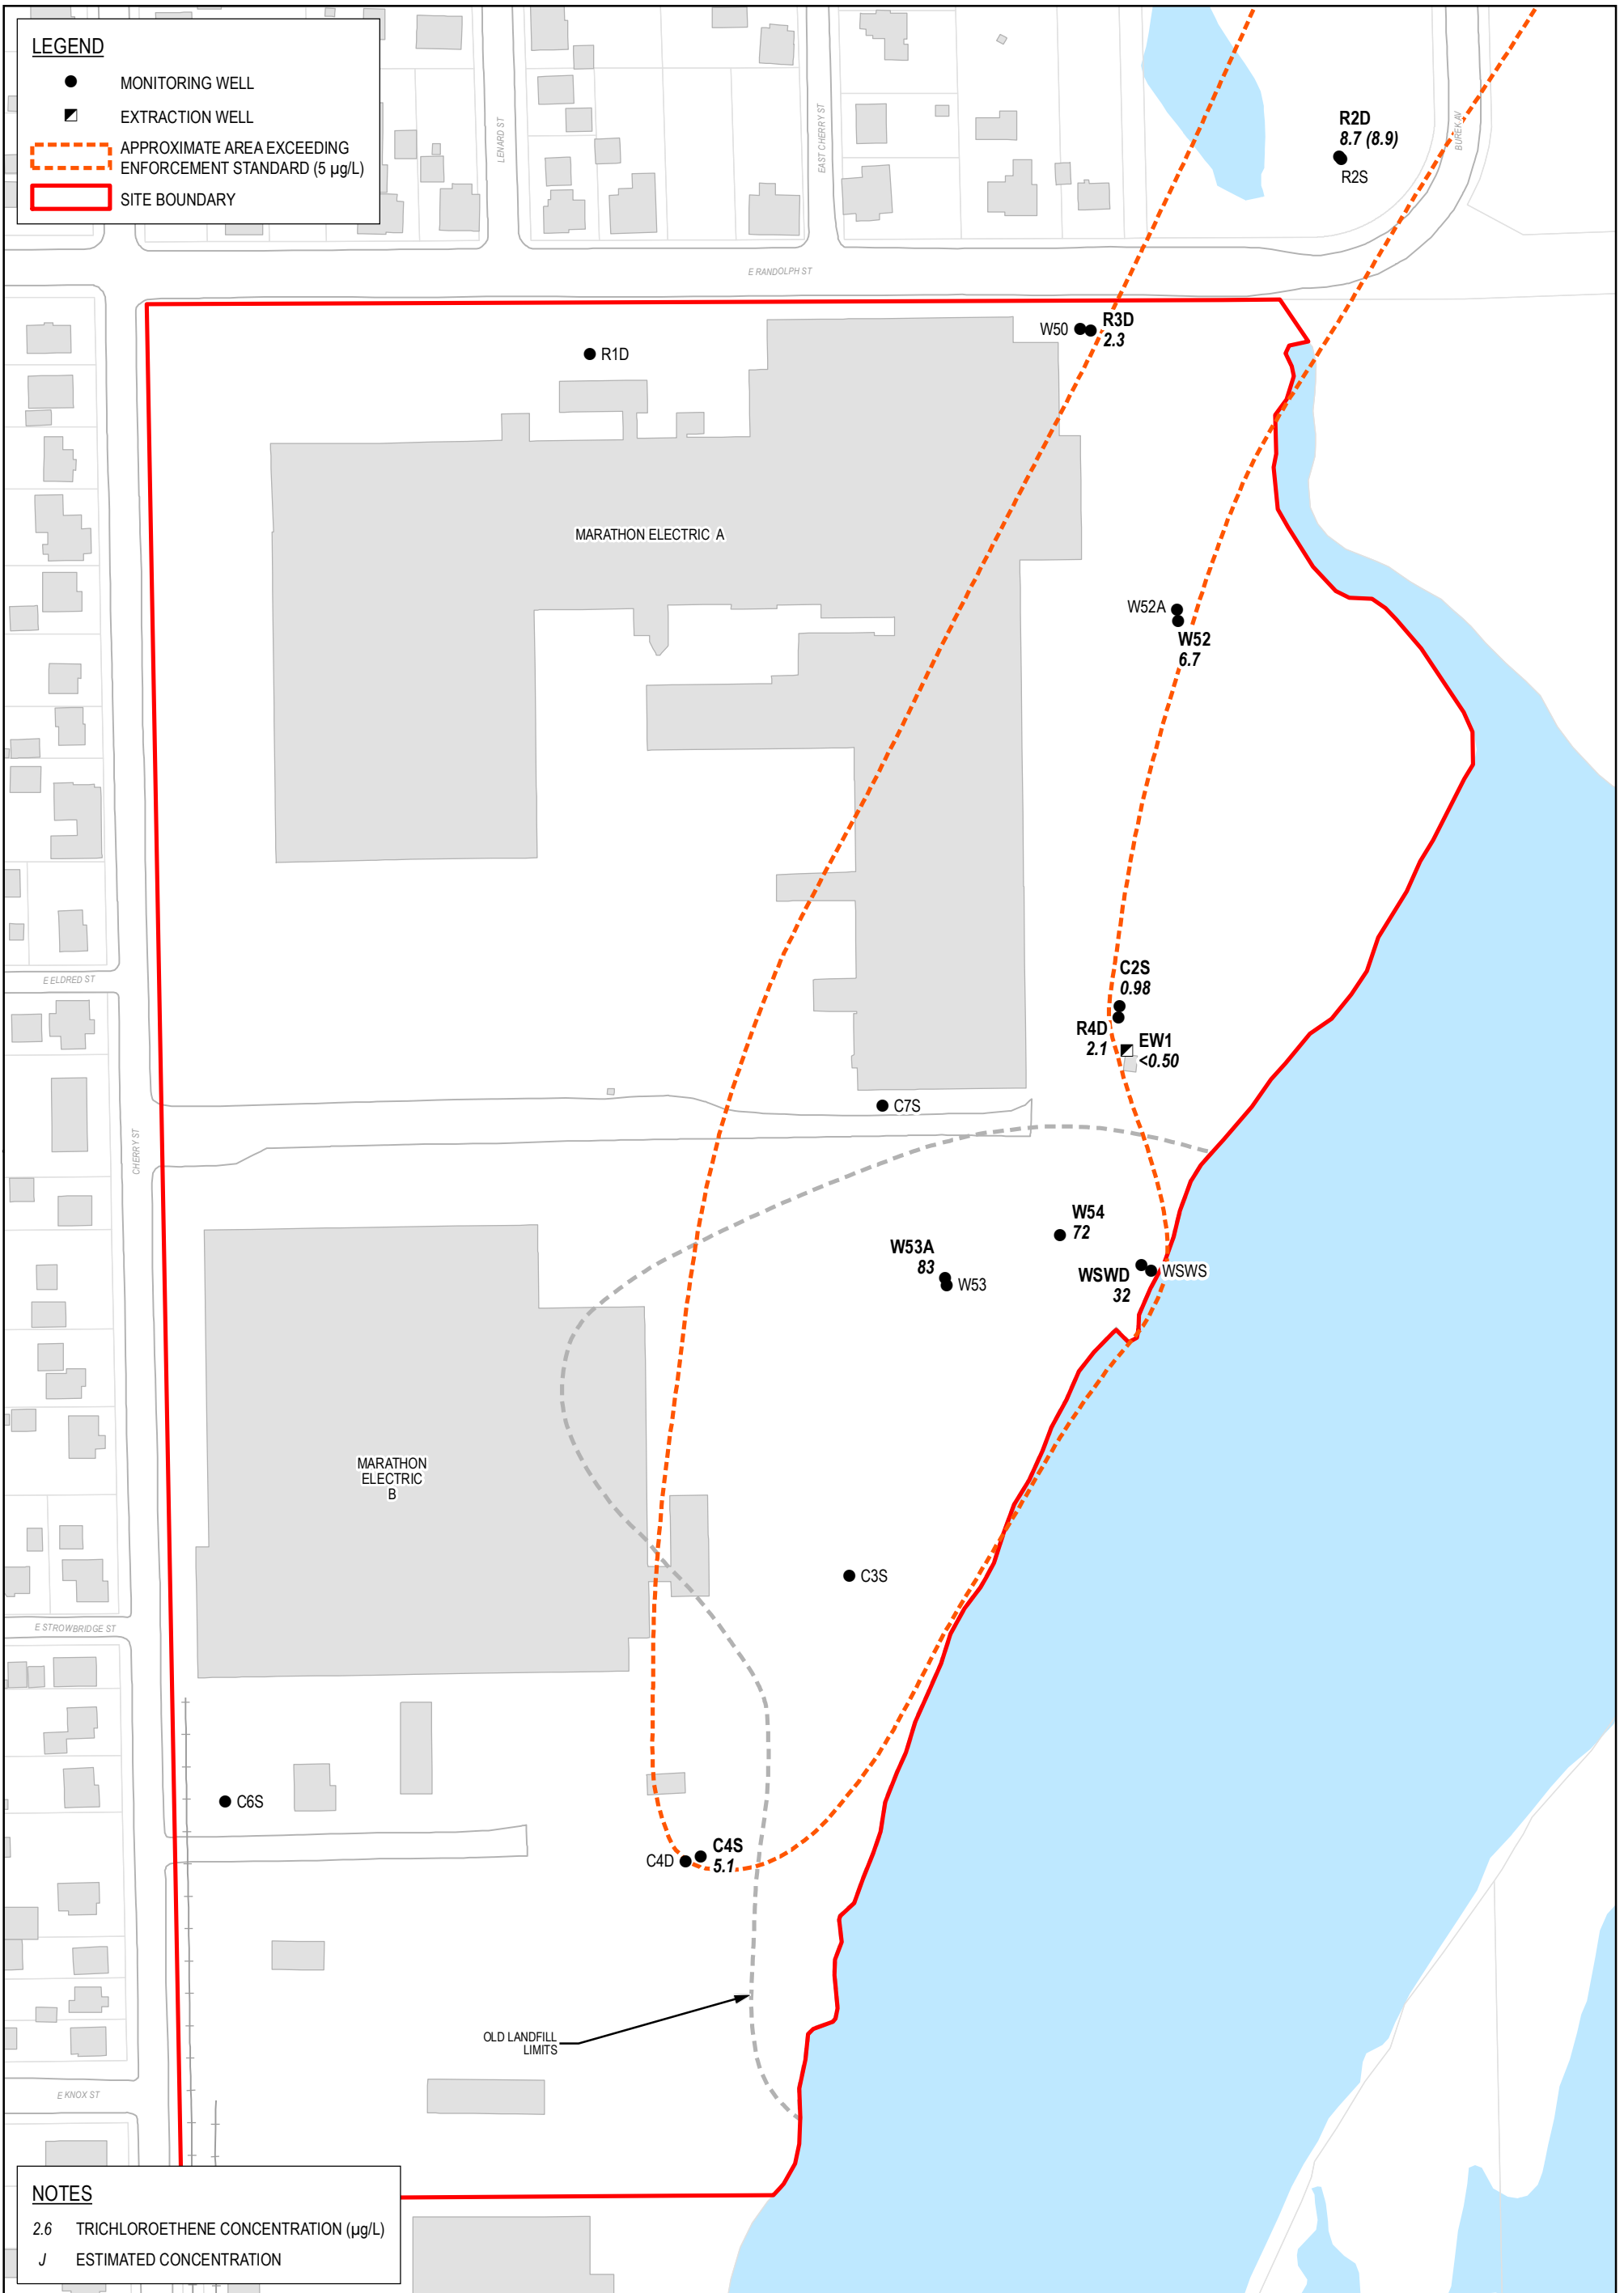 LEGEND
MONITORING WELL
EXTRACTION WELL
APPROXIMATE AREA EXCEEDING
ENFORCEMENT STANDARD (5 µg/L)
SITE BOUNDARY
LENARD ST
EAST CHERRY ST
BUREK AV
R2D
8.7 (8.9)
R2S
E RANDOLPH ST
W50
R3D
2.3
R1D
MARATHON ELECTRIC A
W52A
W52
6.7
E ELDRED ST
C2S
0.98
R4D
2.1
EW1
<0.50
C7S
CHERRY ST
W54
72
W53A
83
W53
WSWD
32
WSWS
MARATHON
ELECTRIC
B
C3S
E STROWBRIDGE ST
C6S
C4D
C4S
5.1
OLD LANDFILL
LIMITS
E KNOX ST
NOTES
2.6 TRICHLOROETHENE CONCENTRATION (µg/L)
J ESTIMATED CONCENTRATION